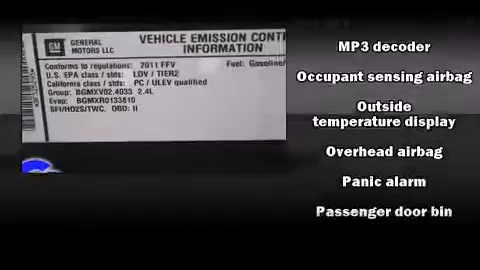 GM
GENERAL
MOTORS LLC
VEHICLE EMISSION CONT
INFORMATION
Conforms to regulations: 2011 FFV
Fuel: Gasoline/
U.S. EPA class / stds: LDV / TIER2
California class / stds: PC / ULEV qualified
Group: BGMXV02.4033 2.4L
Evap: BGMXR0133810
SFI/HO2S/TWC, OBD: II
MP3 decoder
Occupant sensing airbag
Outside
temperature display
Overhead airbag
Panic alarm
Passenger door bin